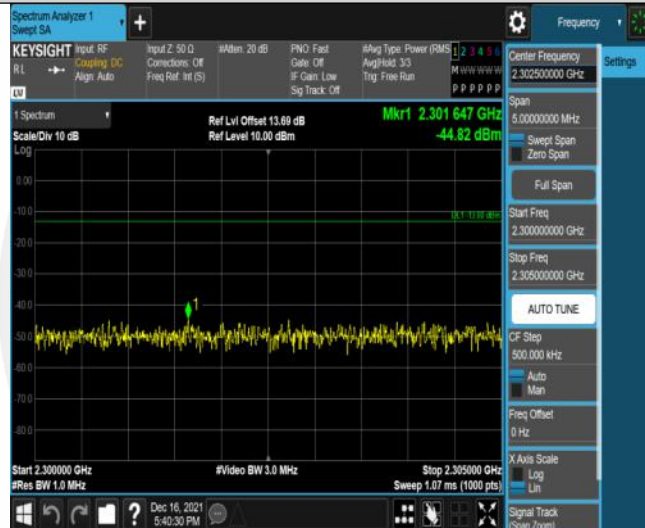 Spectrum Analyzer 1
Swept SA
+
Frequency
KEYSIGHT
RL
Input: RF
Coupling: DC
Align: Auto
Input Z: 50 Ω
Corrections: Off
Freq Ref: Int (S)
#Atten: 20 dB
PNO: Fast
Gate: Off
IF Gain: Low
Sig Track: Off
#Avg Type: Power (RMS
Avg|Hold: 3/3
Trig: Free Run
1 2 3 4 5 6
M W W W W W
P P P P P P
Center Frequency
2.302500000 GHz
Settings
Span
5.00000000 MHz
Swept Span
Zero Span
Full Span
Start Freq
2.300000000 GHz
Stop Freq
2.305000000 GHz
AUTO TUNE
CF Step
500.000 kHz
Auto
Man
Freq Offset
0 Hz
X Axis Scale
Log
Lin
Signal Track
(Span Zoom)
1 Spectrum
Scale/Div 10 dB
Log
Ref Lvl Offset 13.69 dB
Ref Level 10.00 dBm
Mkr1 2.301 647 GHz
-44.82 dBm
0.00
-10.0
DL1 -13.00 dBm
-20.0
-30.0
-40.0
1
-50.0
-60.0
-70.0
-80.0
Start 2.300000 GHz
#Res BW 1.0 MHz
#Video BW 3.0 MHz
Stop 2.305000 GHz
Sweep 1.07 ms (1000 pts)
?
Dec 16, 2021
5:40:30 PM